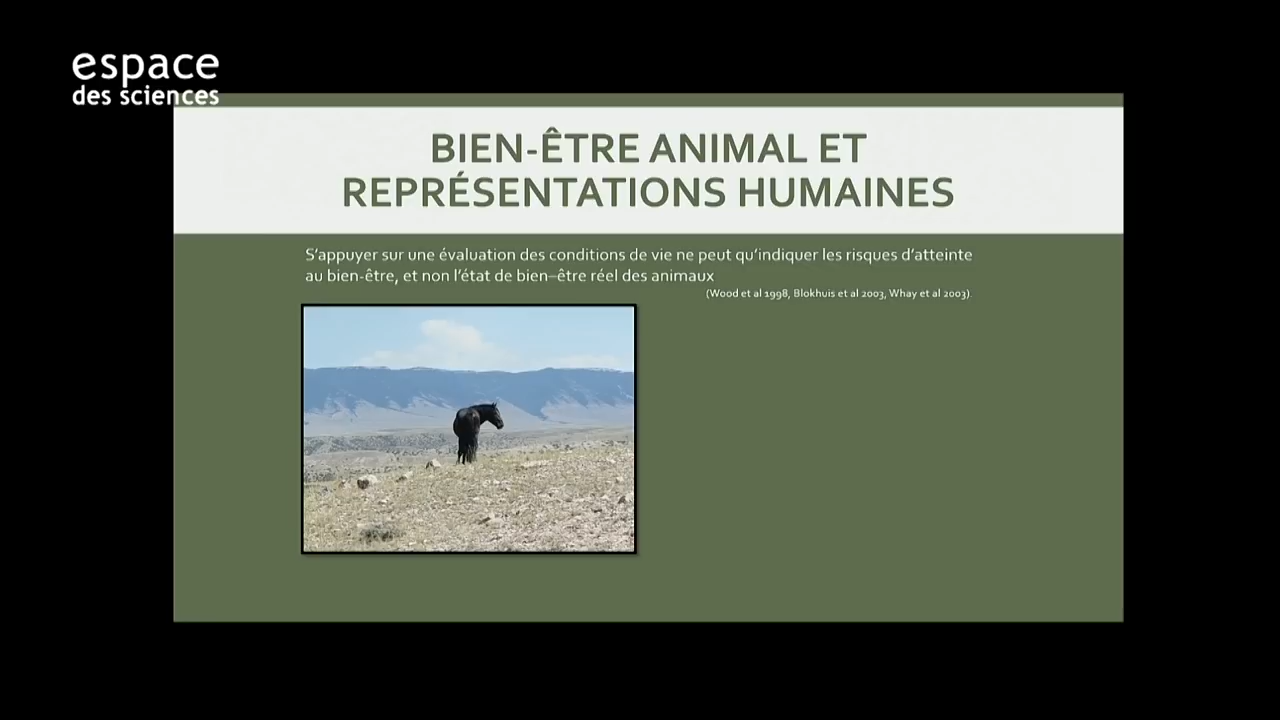 espace
des sciences
BIEN-ÊTRE ANIMAL ET
REPRÉSENTATIONS HUMAINES
S'appuyer sur une évaluation des conditions de vie ne peut qu'indiquer les risques d'atteinte
au bien-être, et non l'état de bien–être réel des animaux
(Wood et al 1998, Blokhuis et al 2003, Whay et al 2003).